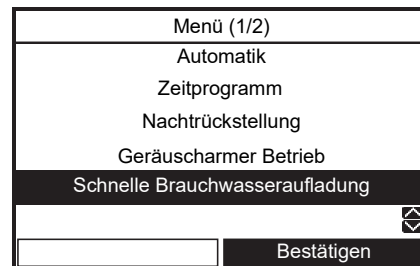 Menü (1/2)
Automatik
Zeitprogramm
Nachtrückstellung
Geräuscharmer Betrieb
Schnelle Brauchwasseraufladung
Bestätigen